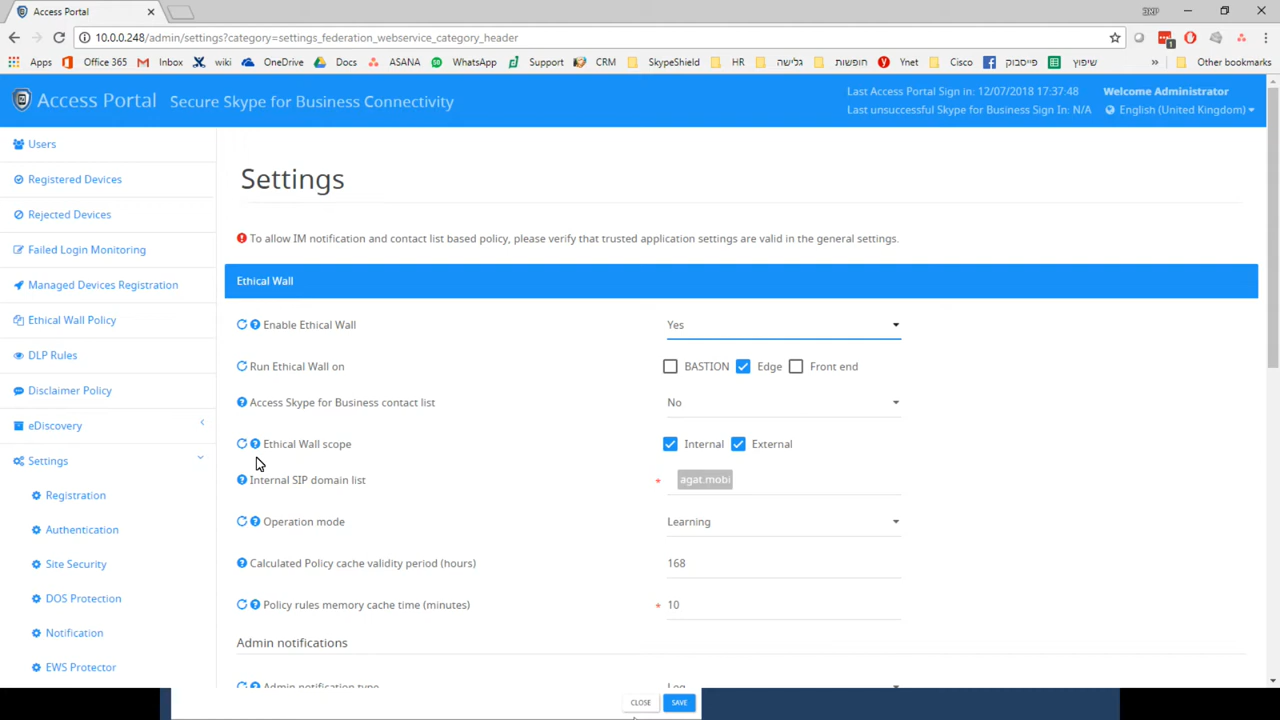 Access Portal
10.0.0.248/admin/settings?category=settings_federation_webservice_category_header
Apps Office 365 Inbox wiki OneDrive Docs ASANA WhatsApp Support CRM SkypeShield HR גלישה חופשות Ynet Cisco פייסבוק שיפוץ » Other bookmarks
Access Portal Secure Skype for Business Connectivity
Last Access Portal Sign in: 12/07/2018 17:37:48 Welcome Administrator
Last unsuccessful Skype for Business Sign In: N/A English (United Kingdom)
Users
Registered Devices
Rejected Devices
Failed Login Monitoring
Managed Devices Registration
Ethical Wall Policy
DLP Rules
Disclaimer Policy
eDiscovery
Settings
Registration
Authentication
Site Security
DOS Protection
Notification
EWS Protector
Settings
To allow IM notification and contact list based policy, please verify that trusted application settings are valid in the general settings.
Ethical Wall
Enable Ethical Wall Yes
Run Ethical Wall on BASTION Edge Front end
Access Skype for Business contact list No
Ethical Wall scope Internal External
Internal SIP domain list * agat.mobi
Operation mode Learning
Calculated Policy cache validity period (hours) 168
Policy rules memory cache time (minutes) * 10
Admin notifications
Admin notification type Log
CLOSE SAVE